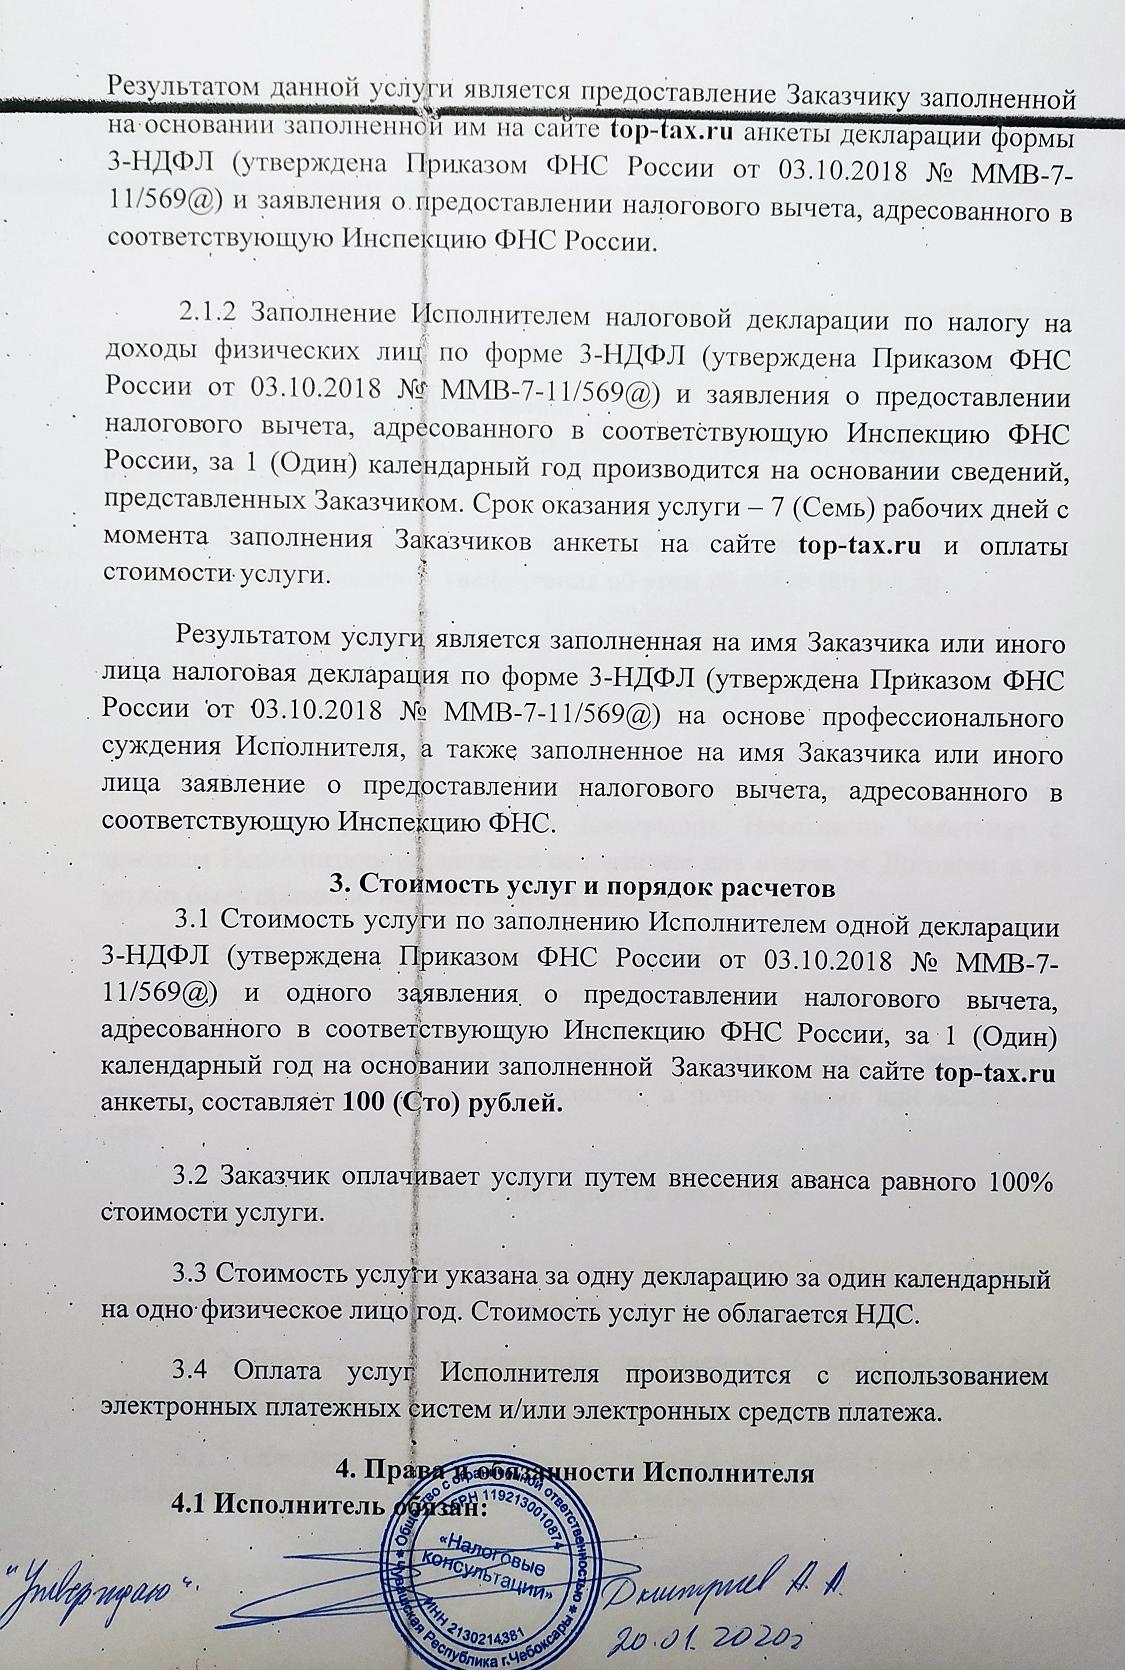 Результатом данной услуги является предоставление Заказчику заполненной
на основании заполненной им на сайте top-tax.ru анкеты декларации формы
3-НДФЛ (утверждена Приказом ФНС России от 03.10.2018 № ММВ-7-
11/569@) и заявления о предоставлении налогового вычета, адресованного в
соответствующую Инспекцию ФНС России.
2.1.2 Заполнение Исполнителем налоговой декларации по налогу на
доходы физических лиц по форме 3-НДФЛ (утверждена Приказом ФНС
России от 03.10.2018 № ММВ-7-11/569@) и заявления о предоставлении
налогового вычета, адресованного в соответствующую Инспекцию ФНС
России, за 1 (Один) календарный год производится на основании сведений,
представленных Заказчиком. Срок оказания услуги – 7 (Семь) рабочих дней с
момента заполнения Заказчиков анкеты на сайте top-tax.ru и оплаты
стоимости услуги.
Результатом услуги является заполненная на имя Заказчика или иного
лица налоговая декларация по форме 3-НДФЛ (утверждена Приказом ФНС
России от 03.10.2018 № ММВ-7-11/569@) на основе профессионального
суждения Исполнителя, а также заполненное на имя Заказчика или иного
лица заявление о предоставлении налогового вычета, адресованного в
соответствующую Инспекцию ФНС.
3. Стоимость услуг и порядок расчетов
3.1 Стоимость услуги по заполнению Исполнителем одной декларации
3-НДФЛ (утверждена Приказом ФНС России от 03.10.2018 № ММВ-7-
11/569@) и одного заявления о предоставлении налогового вычета,
адресованного в соответствующую Инспекцию ФНС России, за 1 (Один)
календарный год на основании заполненной Заказчиком на сайте top-tax.ru
анкеты, составляет 100 (Сто) рублей.
3.2 Заказчик оплачивает услуги путем внесения аванса равного 100%
стоимости услуги.
3.3 Стоимость услуги указана за одну декларацию за один календарный
на одно физическое лицо год. Стоимость услуг не облагается НДС.
3.4 Оплата услуг Исполнителя производится с использованием
электронных платежных систем и/или электронных средств платежа.
4. Права и обязанности Исполнителя
4.1 Исполнитель обязан:
Общество с ограниченной ответственностью
ОГРН 1192130010874
«Налоговые
консультации»
ИНН 2130214381
Чувашская Республика г.Чебоксары
"Утверждаю".
Дмитриев А. А.
20.01.2020г